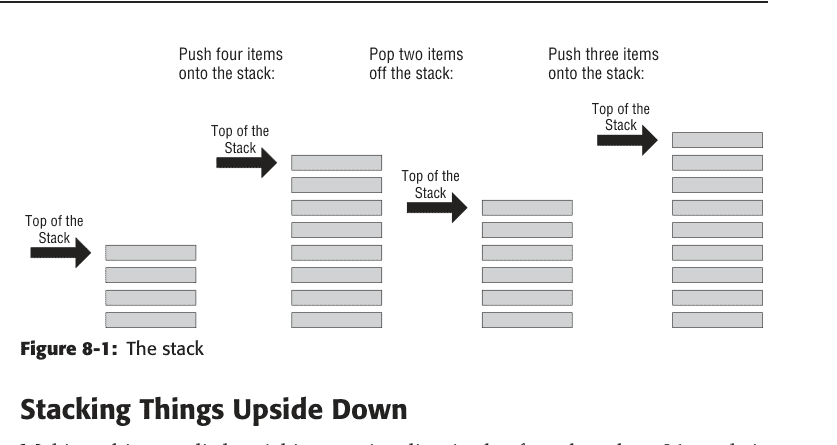 Push four items
onto the stack:
Pop two items
off the stack:
Push three items
onto the stack:
Top of the
Stack
Top of the
Stack
Top of the
Stack
Top of the
Stack
Figure 8-1: The stack
Stacking Things Upside Down